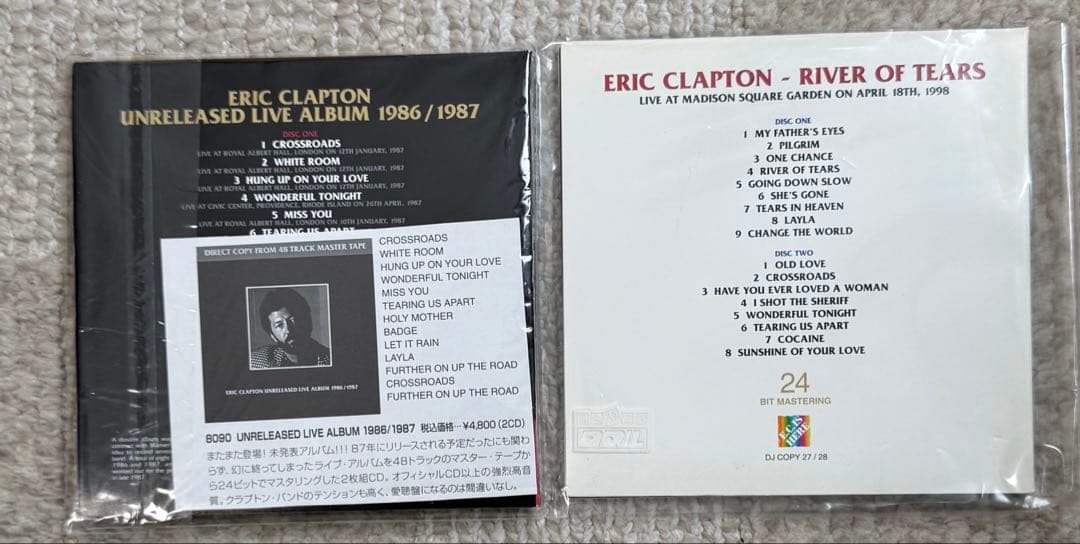 ERIC CLAPTON
UNRELEASED LIVE ALBUM 1986/1987
DISC ONE
1 CROSSROADS
LIVE AT ROYAL ALBERT HALL, LONDON ON 12TH JANUARY, 1987
2 WHITE ROOM
LIVE AT ROYAL ALBERT HALL, LONDON ON 12TH JANUARY, 1987
3 HUNG UP ON YOUR LOVE
LIVE AT ROYAL ALBERT HALL, LONDON ON 12TH JANUARY, 1987
4 WONDERFUL TONIGHT
LIVE AT CIVIC CENTER, PROVIDENCE, RHODE ISLAND ON 26TH APRIL, 1987
5 MISS YOU
LIVE AT ROYAL ALBERT HALL, LONDON ON 10TH JANUARY, 1987
6 TEARING US APART
DIRECT COPY FROM 48 TRACK MASTER TAPE
ERIC CLAPTON UNRELEASED LIVE ALBUM 1986/1987
CROSSROADS
WHITE ROOM
HUNG UP ON YOUR LOVE
WONDERFUL TONIGHT
MISS YOU
TEARING US APART
HOLY MOTHER
BADGE
LET IT RAIN
LAYLA
FURTHER ON UP THE ROAD
CROSSROADS
FURTHER ON UP THE ROAD
8090 UNRELEASED LIVE ALBUM 1986/1987 税込価格…¥4,800(2CD)
またまた登場!未発表アルバム!!! 87年にリリースされる予定だったにも関わ
らず、幻に終ってしまったライブ・アルバムを48トラックのマスター・テープか
ら24ビットでマスタリングした2枚組CD。オフィシャルCD以上の強烈高音
質。クラプトン・バンドのテンションも高く、愛聴盤になるのは間違いなし。
A double album was
in late 1987
ERIC CLAPTON - RIVER OF TEARS
LIVE AT MADISON SQUARE GARDEN ON APRIL 18TH, 1998
DISC ONE
1 MY FATHER'S EYES
2 PILGRIM
3 ONE CHANCE
4 RIVER OF TEARS
5 GOING DOWN SLOW
6 SHE'S GONE
7 TEARS IN HEAVEN
8 LAYLA
9 CHANGE THE WORLD
DISC TWO
1 OLD LOVE
2 CROSSROADS
3 HAVE YOU EVER LOVED A WOMAN
4 I SHOT THE SHERIFF
5 WONDERFUL TONIGHT
6 TEARING US APART
7 COCAINE
8 SUNSHINE OF YOUR LOVE
24
BIT MASTERING
E.C. IS
HERE
DJ COPY 27 / 28